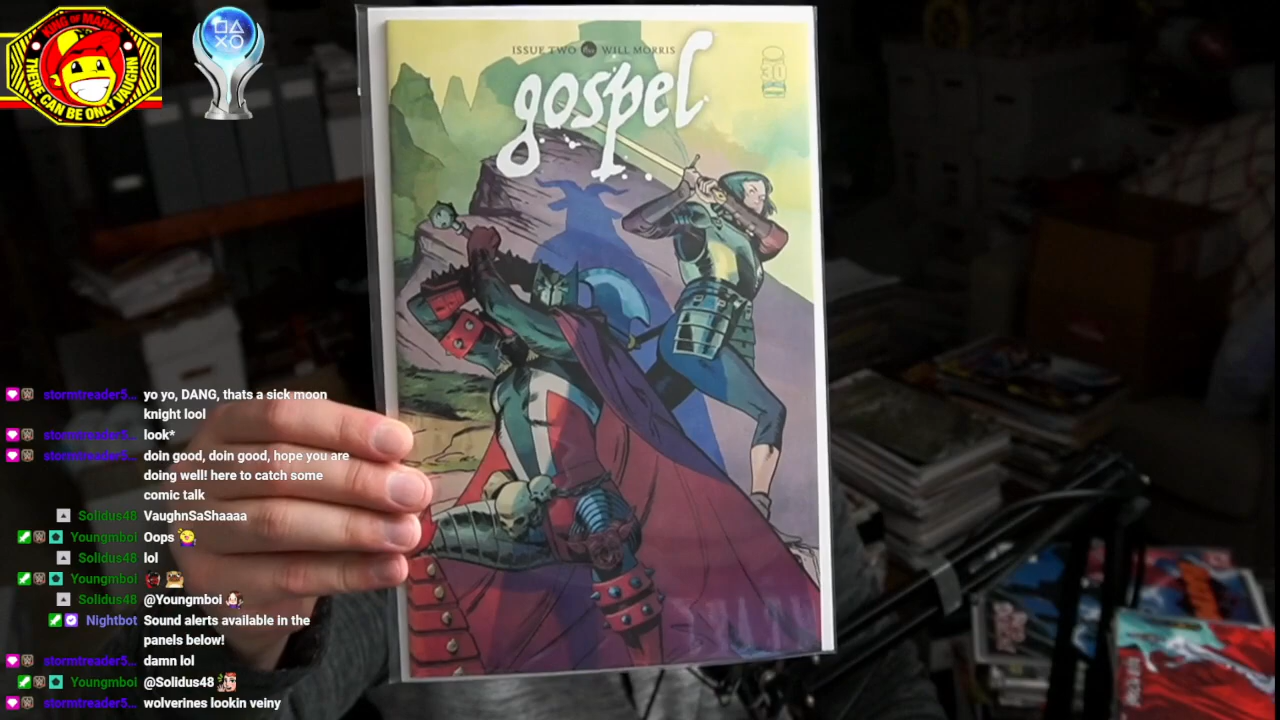 KING OF MARKS
THERE CAN BE ONLY VAUGHN
ISSUE TWO
WILL MORRIS
gospel
30
stormtreader5... yo yo, DANG, thats a sick moon
knight lool
stormtreader5... look*
stormtreader5... doin good, doin good, hope you are
doing well! here to catch some
comic talk
Solidus48 VaughnSaShaaaa
Youngmboi Oops
Solidus48 lol
Youngmboi
Solidus48 @Youngmboi
Nightbot Sound alerts available in the
panels below!
stormtreader5... damn lol
Youngmboi @Solidus48
stormtreader5... wolverines lookin veiny